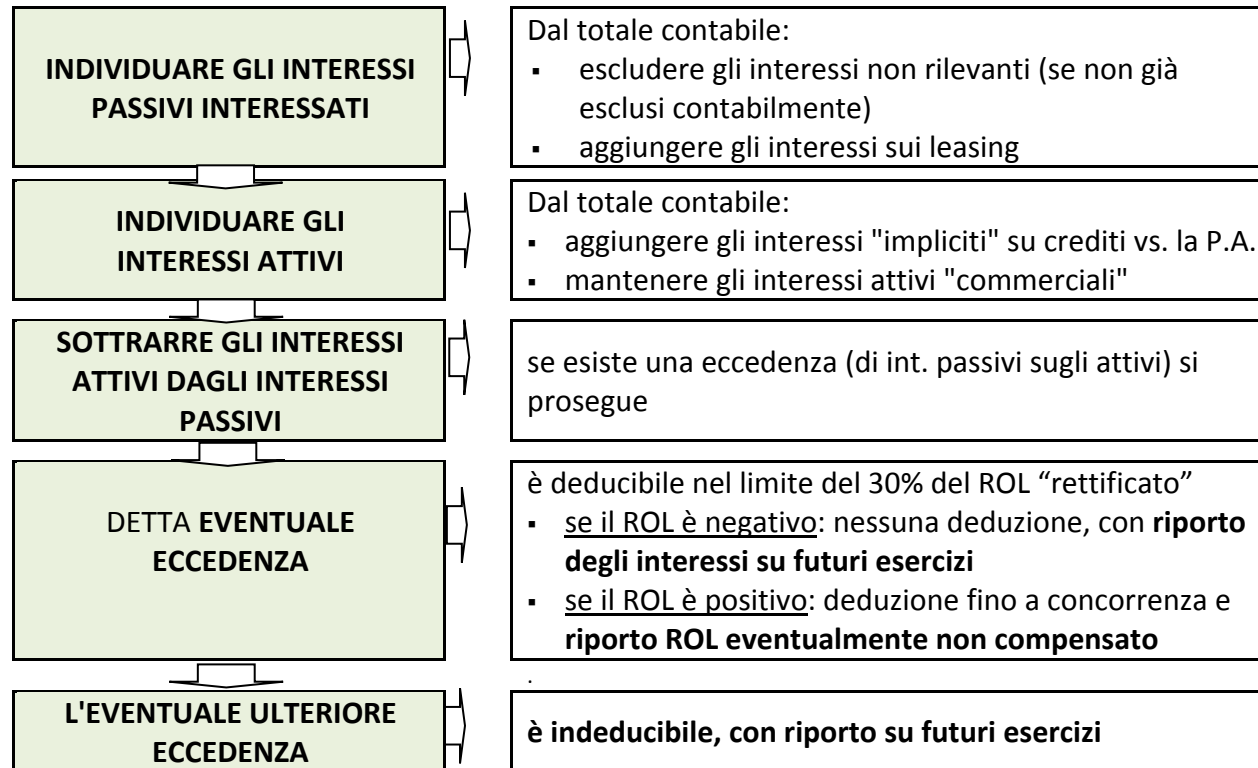 INDIVIDUARE GLI INTERESSI
PASSIVI INTERESSATI
Dal totale contabile:
▪ escludere gli interessi non rilevanti (se non già
esclusi contabilmente)
▪ aggiungere gli interessi sui leasing
INDIVIDUARE GLI
INTERESSI ATTIVI
Dal totale contabile:
▪ aggiungere gli interessi "impliciti" su crediti vs. la P.A.
▪ mantenere gli interessi attivi "commerciali"
SOTTRARRE GLI INTERESSI
ATTIVI DAGLI INTERESSI
PASSIVI
se esiste una eccedenza (di int. passivi sugli attivi) si
prosegue
DETTA EVENTUALE
ECCEDENZA
è deducibile nel limite del 30% del ROL “rettificato”
▪ se il ROL è negativo: nessuna deduzione, con riporto
degli interessi su futuri esercizi
▪ se il ROL è positivo: deduzione fino a concorrenza e
riporto ROL eventualmente non compensato
.
L'EVENTUALE ULTERIORE
ECCEDENZA
è indeducibile, con riporto su futuri esercizi